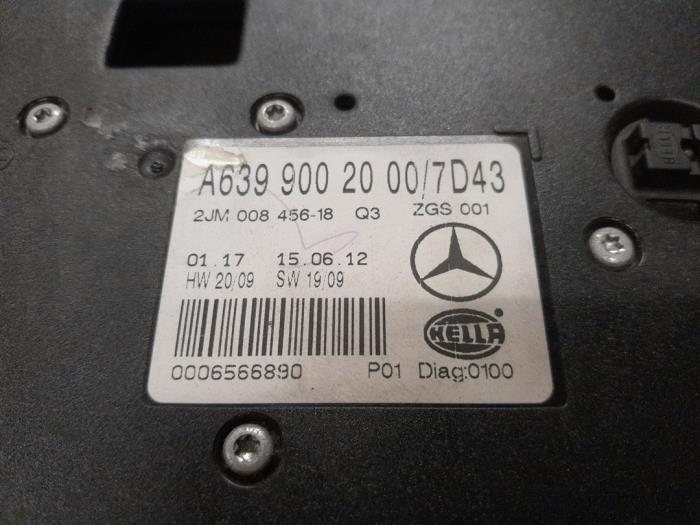 A639 900 20 00/7D43
2JM 008 456-18 Q3 ZGS 001
01.17 15.06.12
HW 20/09 SW 19/09
HELLA
0006566890 P01 Diag:0100